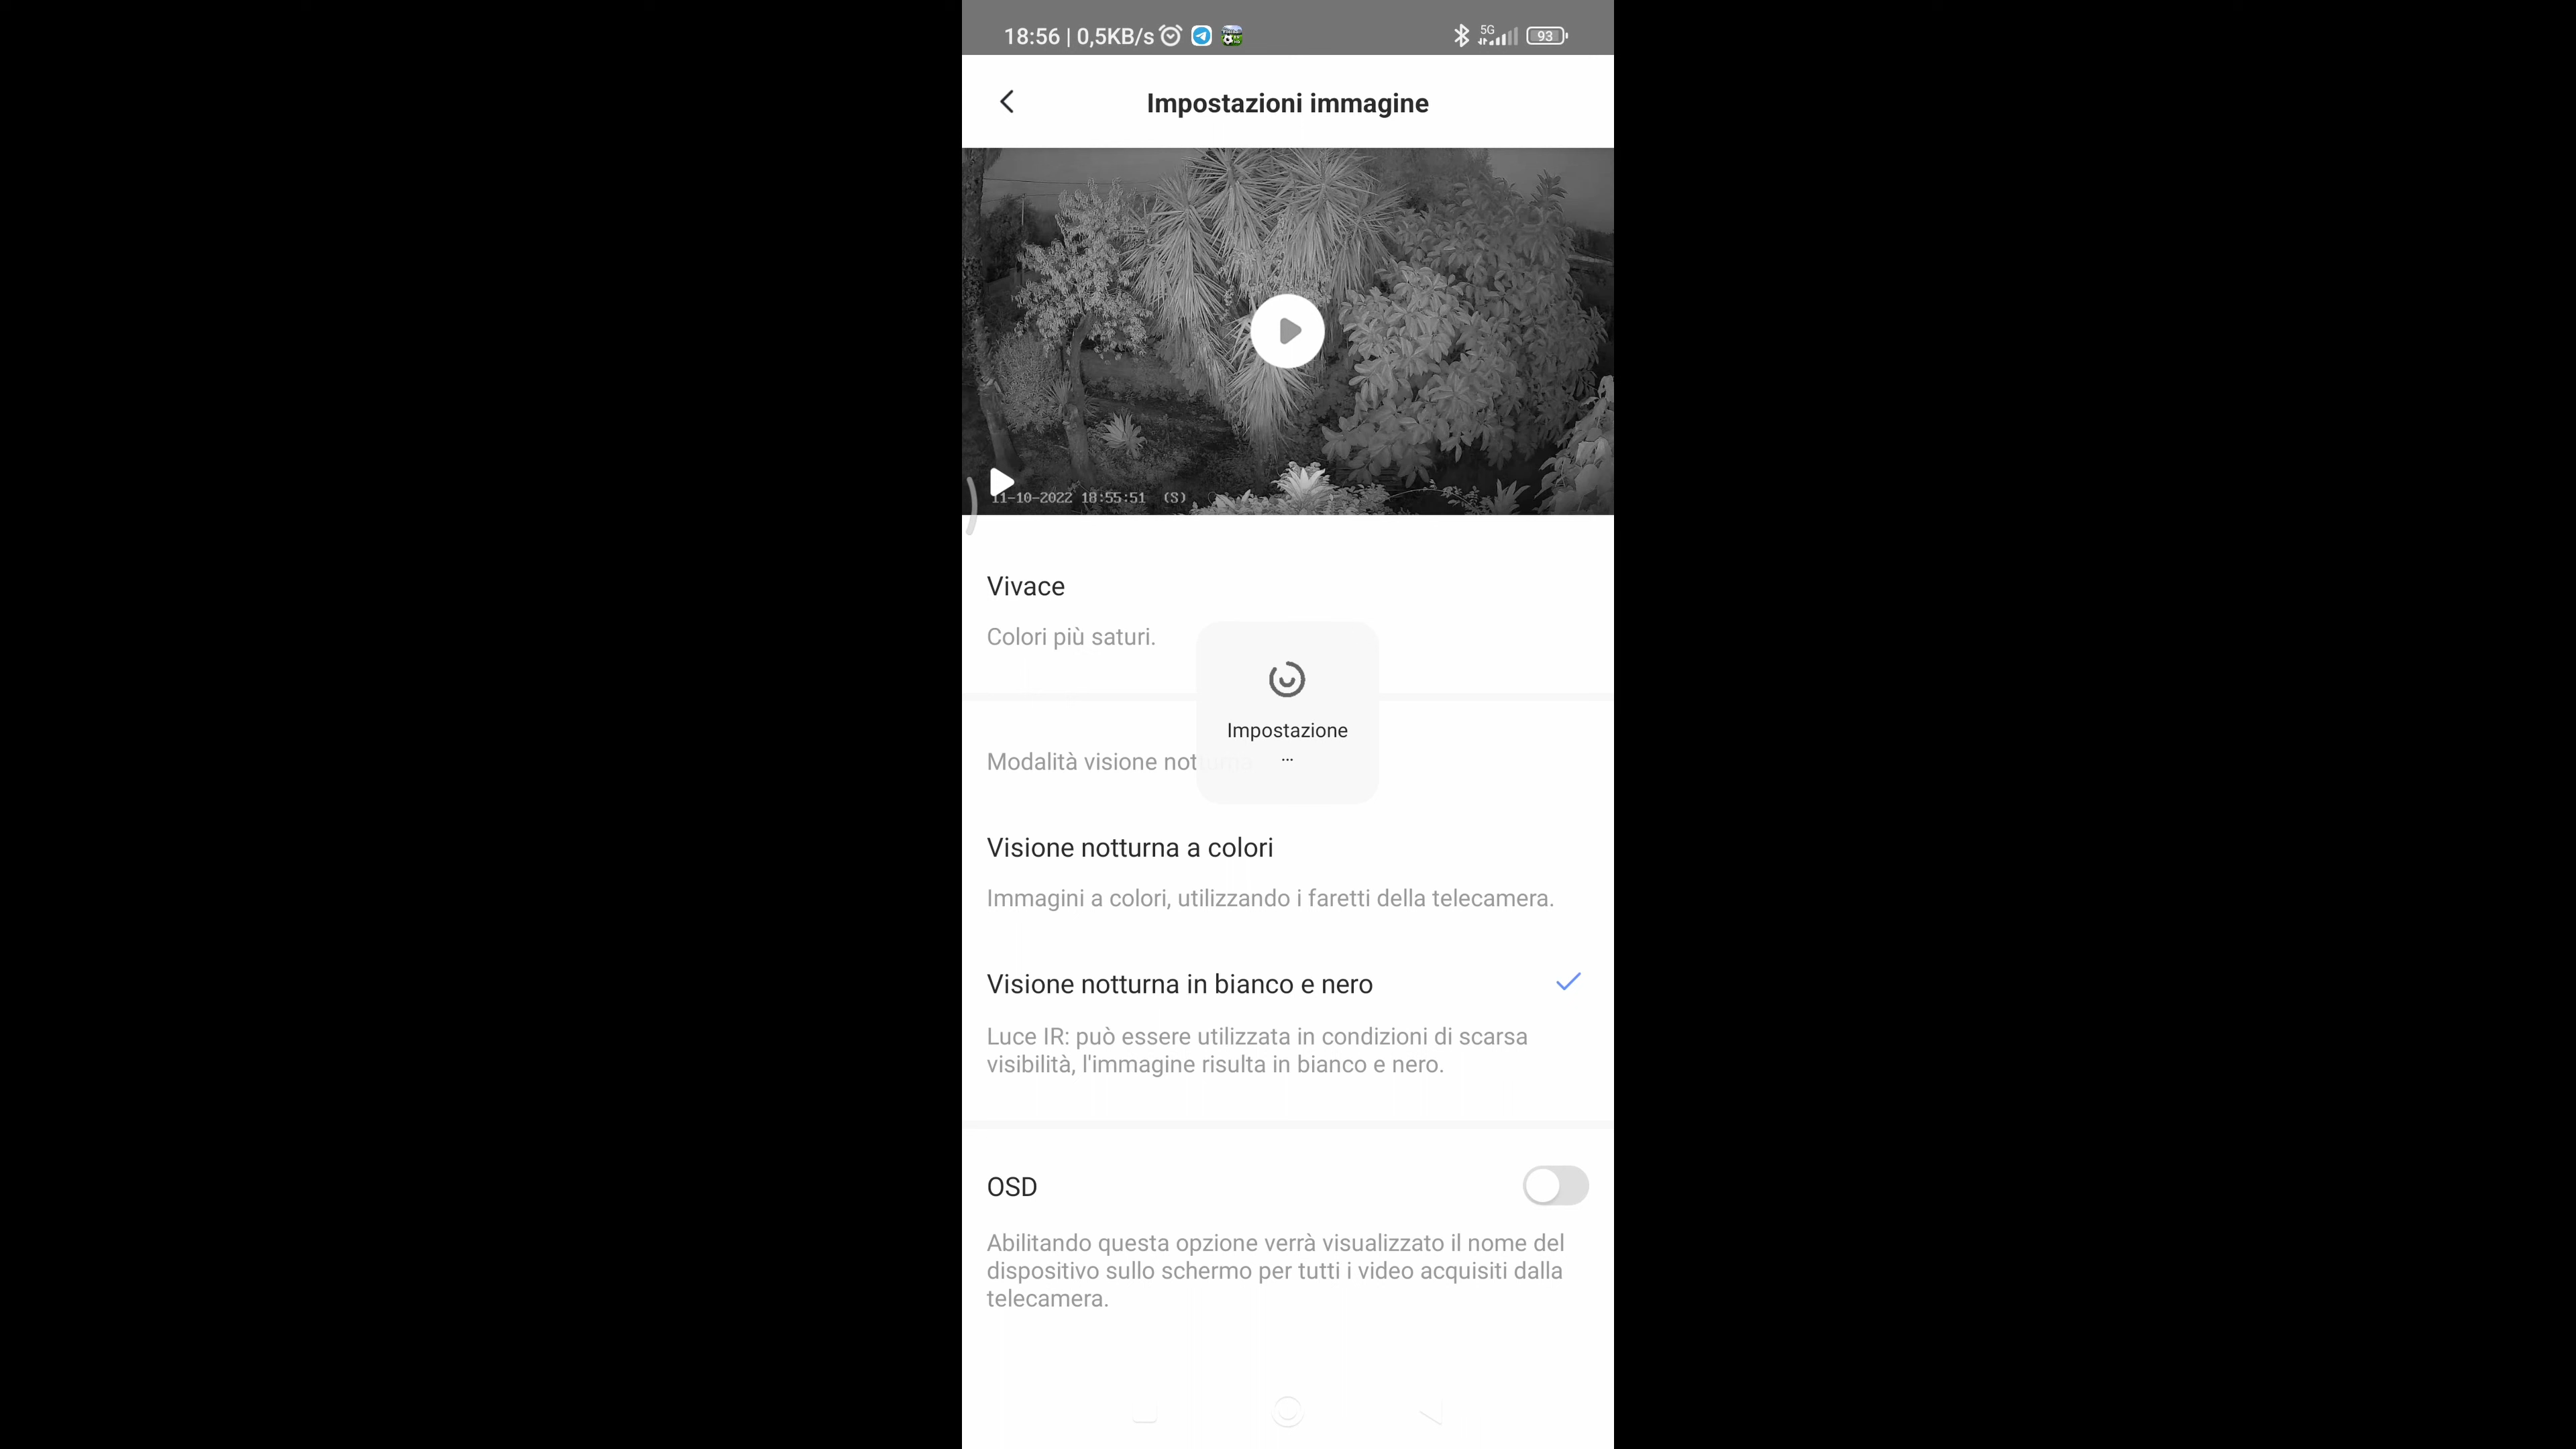 18:56 | 0,5KB/s
5G
93
Impostazioni immagine
11-10-2022 18:55:51 (S)
Vivace
Colori più saturi.
Impostazione
...
Modalità visione not
Visione notturna a colori
Immagini a colori, utilizzando i faretti della telecamera.
Visione notturna in bianco e nero
Luce IR: può essere utilizzata in condizioni di scarsa
visibilità, l'immagine risulta in bianco e nero.
OSD
Abilitando questa opzione verrà visualizzato il nome del
dispositivo sullo schermo per tutti i video acquisiti dalla
telecamera.